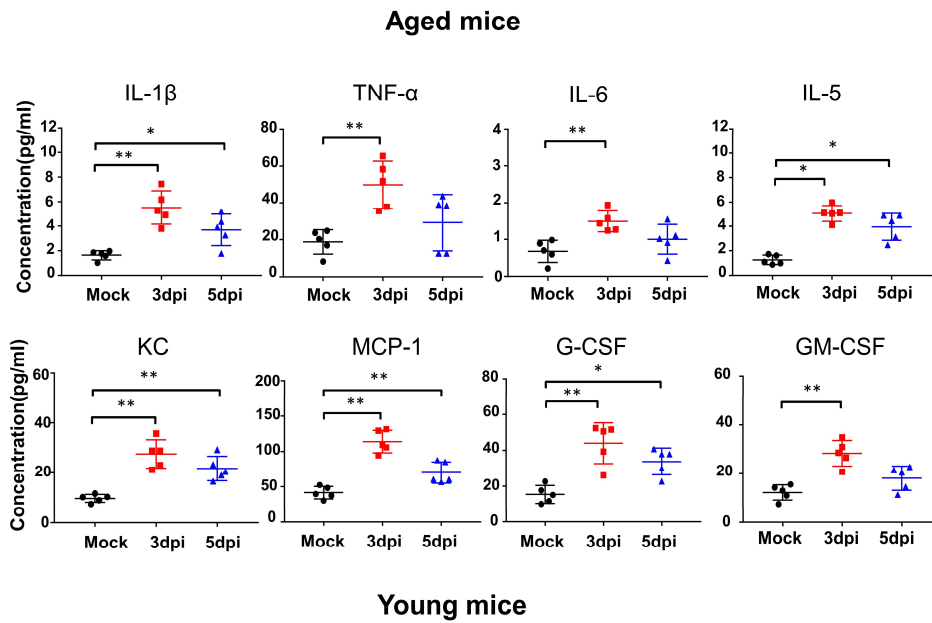 Aged mice
IL-1β
TNF-α
IL-6
IL-5
Concentration(pg/ml)
12
10
8
6
4
2
0
*
**
Mock 3dpi 5dpi
80
60
40
20
0
**
Mock 3dpi 5dpi
4
3
2
1
0
**
Mock 3dpi 5dpi
12
10
8
6
4
2
0
*
*
Mock 3dpi 5dpi
KC
MCP-1
G-CSF
GM-CSF
Concentration(pg/ml)
60
40
20
0
**
**
Mock 3dpi 5dpi
200
150
100
50
0
**
**
Mock 3dpi 5dpi
80
60
40
20
0
*
**
Mock 3dpi 5dpi
60
40
20
0
**
Mock 3dpi 5dpi
Young mice